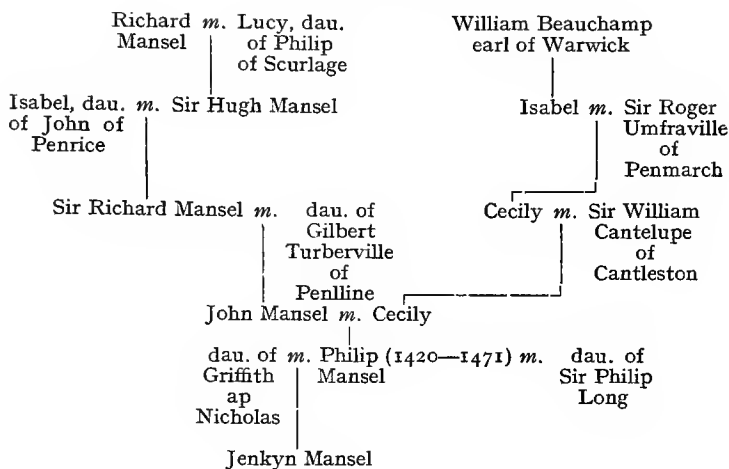 Richard m. Lucy, dau. William Beauchamp
Mansel of Philip earl of Warwick
of Scurlage
Isabel, dau. m. Sir Hugh Mansel Isabel m. Sir Roger
of John of Umfraville
Penrice of
Penmarch
Sir Richard Mansel m. dau. of Cecily m. Sir William
Gilbert Cantelupe
Turberville of
of Cantleston
Penlline
John Mansel m. Cecily
dau. of m. Philip (1420—1471) m. dau. of
Griffith Mansel Sir Philip
ap Long
Nicholas
Jenkyn Mansel